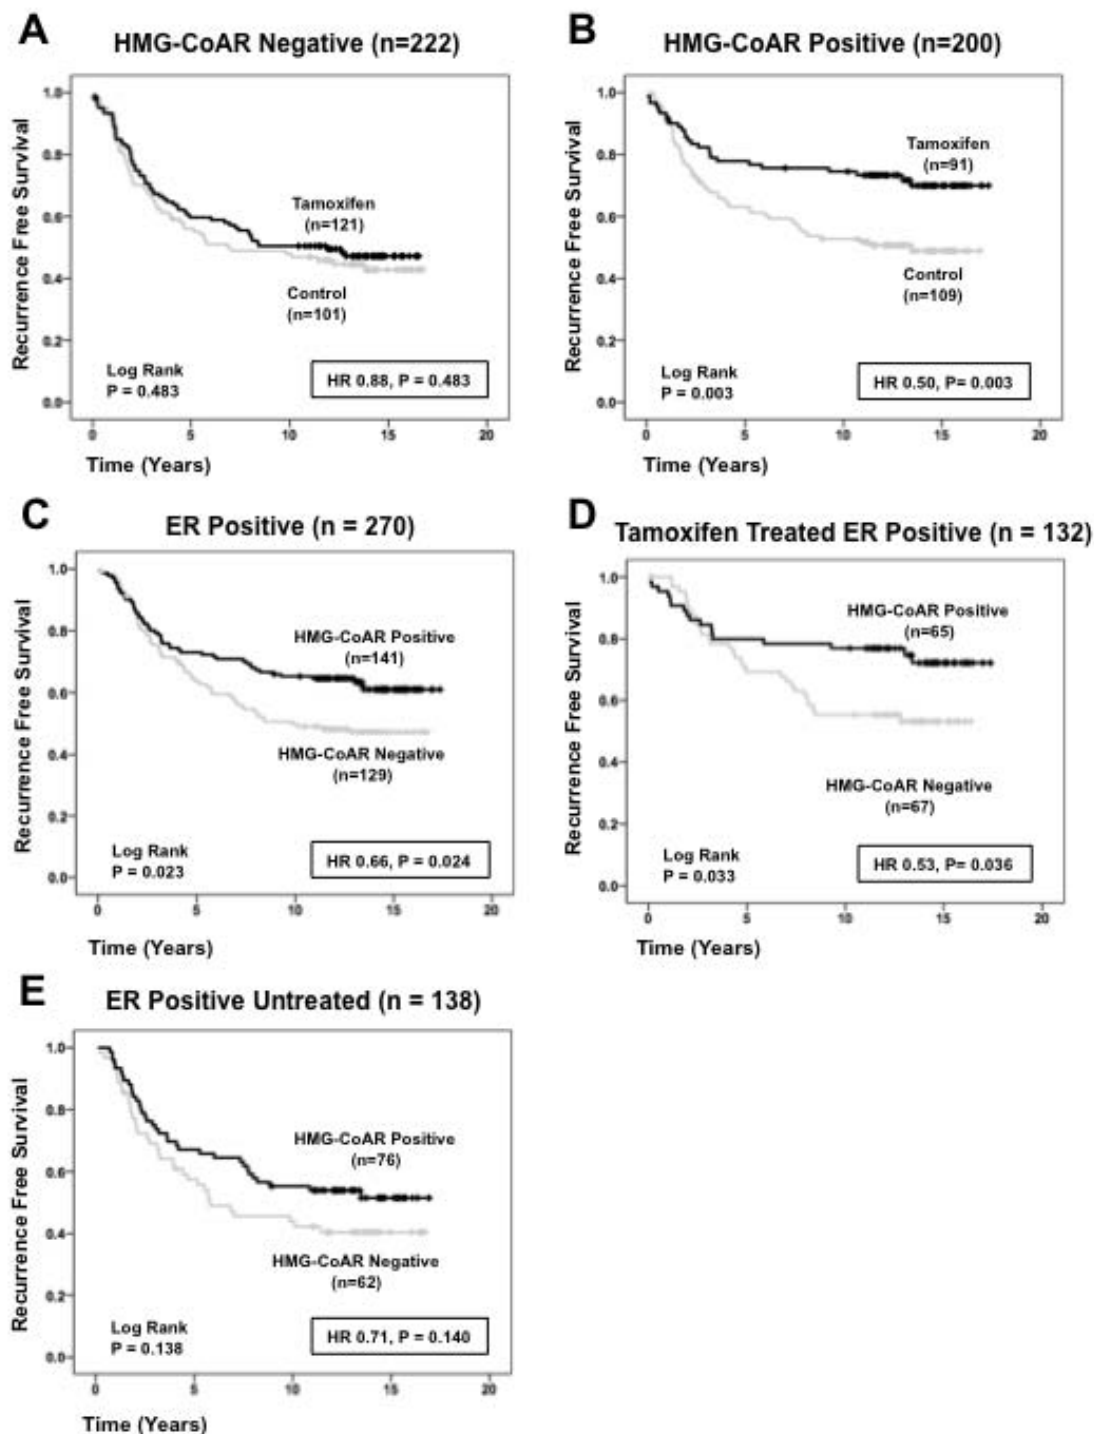 A
HMG-CoAR Negative (n=222)
Recurrence Free Survival
1.0
0.8
0.6
0.4
0.2
0.0
Tamoxifen
(n=121)
Control
(n=101)
Log Rank
P = 0.483
HR 0.88, P = 0.483
0 5 10 15 20
Time (Years)
B
HMG-CoAR Positive (n=200)
Recurrence Free Survival
1.0
0.8
0.6
0.4
0.2
0.0
Tamoxifen
(n=91)
Control
(n=109)
Log Rank
P = 0.003
HR 0.50, P= 0.003
0 5 10 15 20
Time (Years)
C
ER Positive (n = 270)
Recurrence Free Survival
1.0
0.8
0.6
0.4
0.2
0.0
HMG-CoAR Positive
(n=141)
HMG-CoAR Negative
(n=129)
Log Rank
P = 0.023
HR 0.66, P = 0.024
0 5 10 15 20
Time (Years)
D
Tamoxifen Treated ER Positive (n = 132)
Recurrence Free Survival
1.0
0.8
0.6
0.4
0.2
0.0
HMG-CoAR Positive
(n=65)
HMG-CoAR Negative
(n=67)
Log Rank
P = 0.033
HR 0.53, P= 0.036
0 5 10 15 20
Time (Years)
E
ER Positive Untreated (n = 138)
Recurrence Free Survival
1.0
0.8
0.6
0.4
0.2
0.0
HMG-CoAR Positive
(n=76)
HMG-CoAR Negative
(n=62)
Log Rank
P = 0.138
HR 0.71, P = 0.140
0 5 10 15 20
Time (Years)